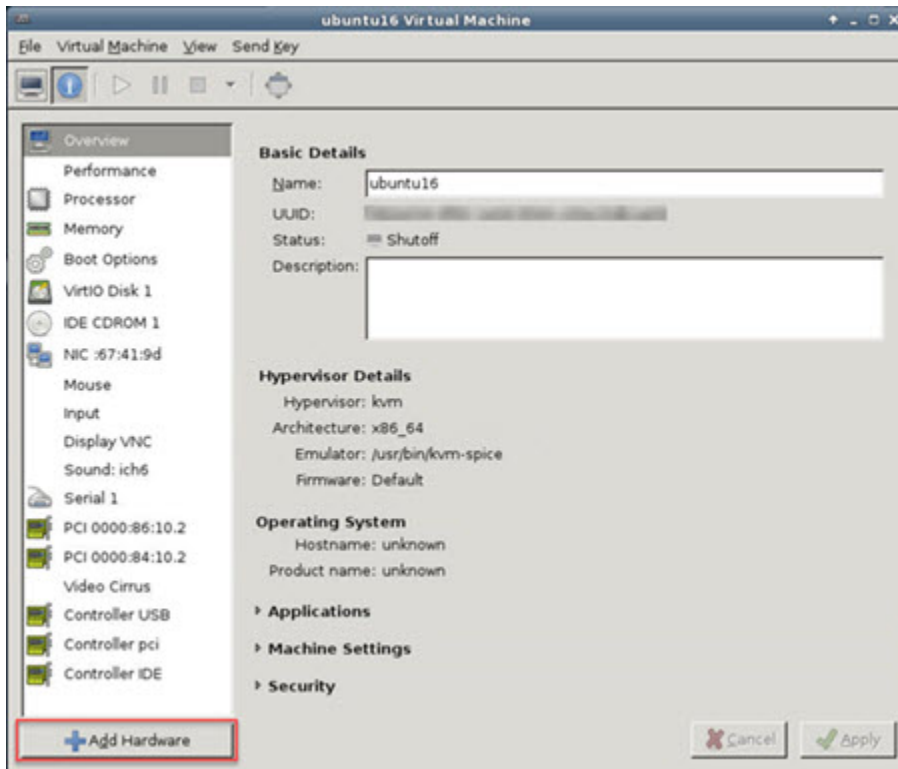 ubuntu16 Virtual Machine
File Virtual Machine View Send Key
Overview
Performance
Processor
Memory
Boot Options
VirtIO Disk 1
IDE CDROM 1
NIC :67:41:9d
Mouse
Input
Display VNC
Sound: ich6
Serial 1
PCI 0000:86:10.2
PCI 0000:84:10.2
Video Cirrus
Controller USB
Controller pci
Controller IDE
Add Hardware
Basic Details
Name: ubuntu16
UUID:
Status: Shutoff
Description:
Hypervisor Details
Hypervisor: kvm
Architecture: x86_64
Emulator: /usr/bin/kvm-spice
Firmware: Default
Operating System
Hostname: unknown
Product name: unknown
Applications
Machine Settings
Security
Cancel Apply